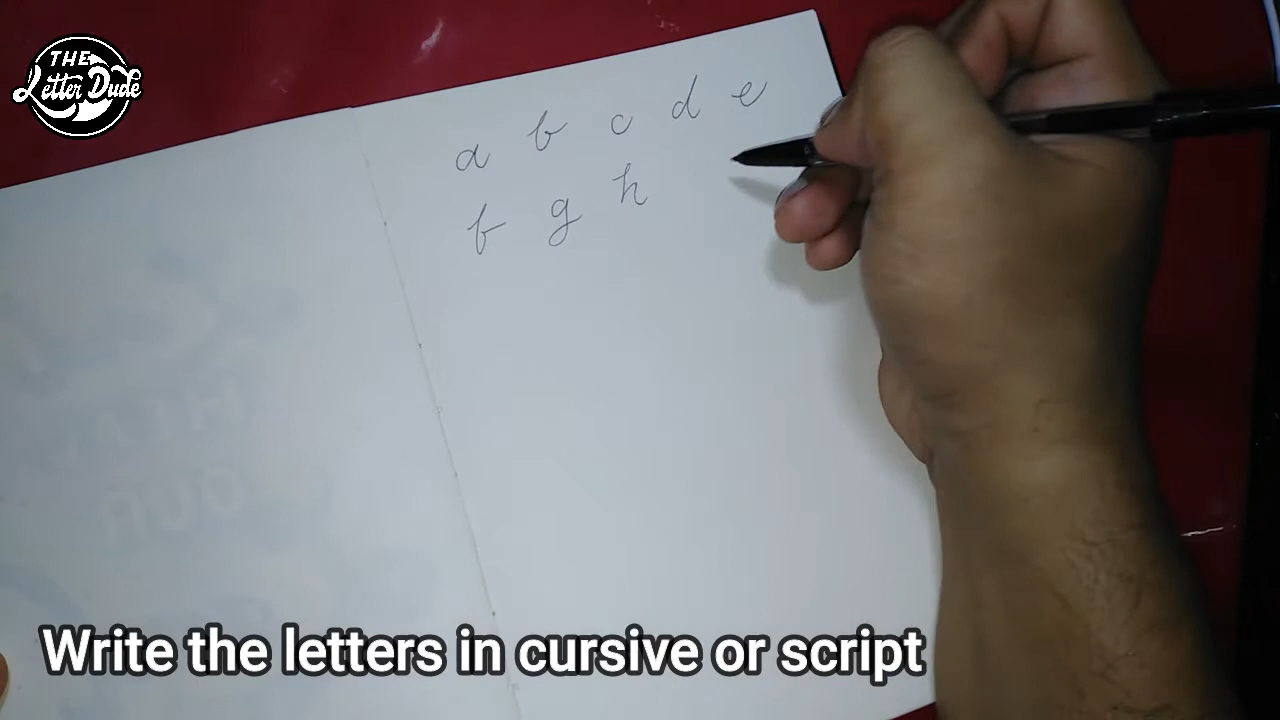 THE
Letter Dude
a b c d e
f g h
Write the letters in cursive or script